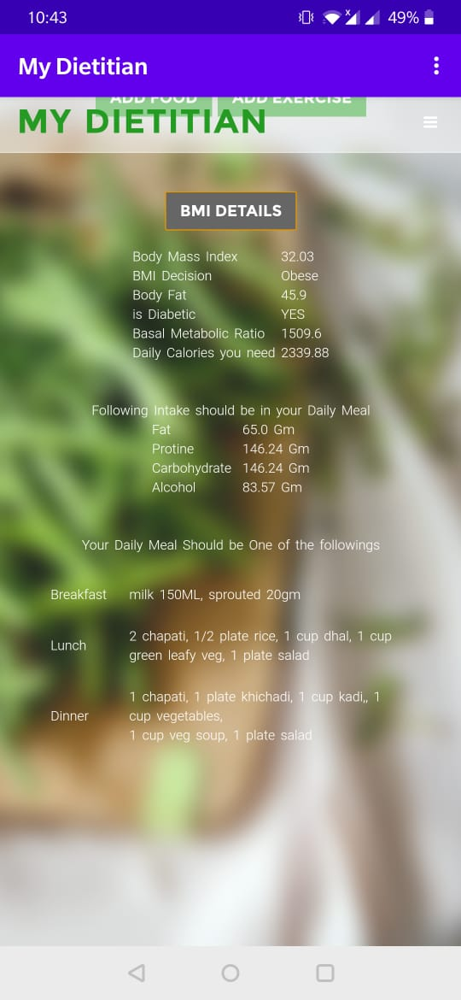 10:43
x
49%
My Dietitian
ADD FOOD ADD EXERCISE
MY DIETITIAN
BMI DETAILS
Body Mass Index 32.03
BMI Decision Obese
Body Fat 45.9
is Diabetic YES
Basal Metabolic Ratio 1509.6
Daily Calories you need 2339.88
Following Intake should be in your Daily Meal
Fat 65.0 Gm
Protine 146.24 Gm
Carbohydrate 146.24 Gm
Alcohol 83.57 Gm
Your Daily Meal Should be One of the followings
Breakfast milk 150ML, sprouted 20gm
Lunch 2 chapati, 1/2 plate rice, 1 cup dhal, 1 cup
green leafy veg, 1 plate salad
Dinner 1 chapati, 1 plate khichadi, 1 cup kadi,, 1
cup vegetables,
1 cup veg soup, 1 plate salad